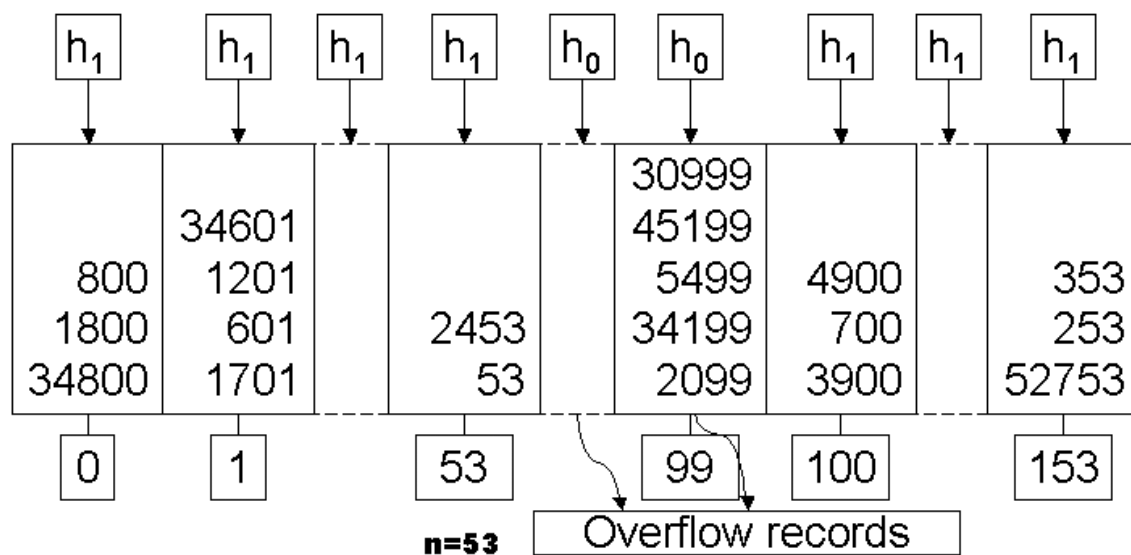 h₁ h₁ h₁ h₁ h₀ h₀ h₁ h₁ h₁
30999
34601 45199
800 1201 5499 4900 353
1800 601 2453 34199 700 253
34800 1701 53 2099 3900 52753
0 1 53 99 100 153
n=53 Overflow records